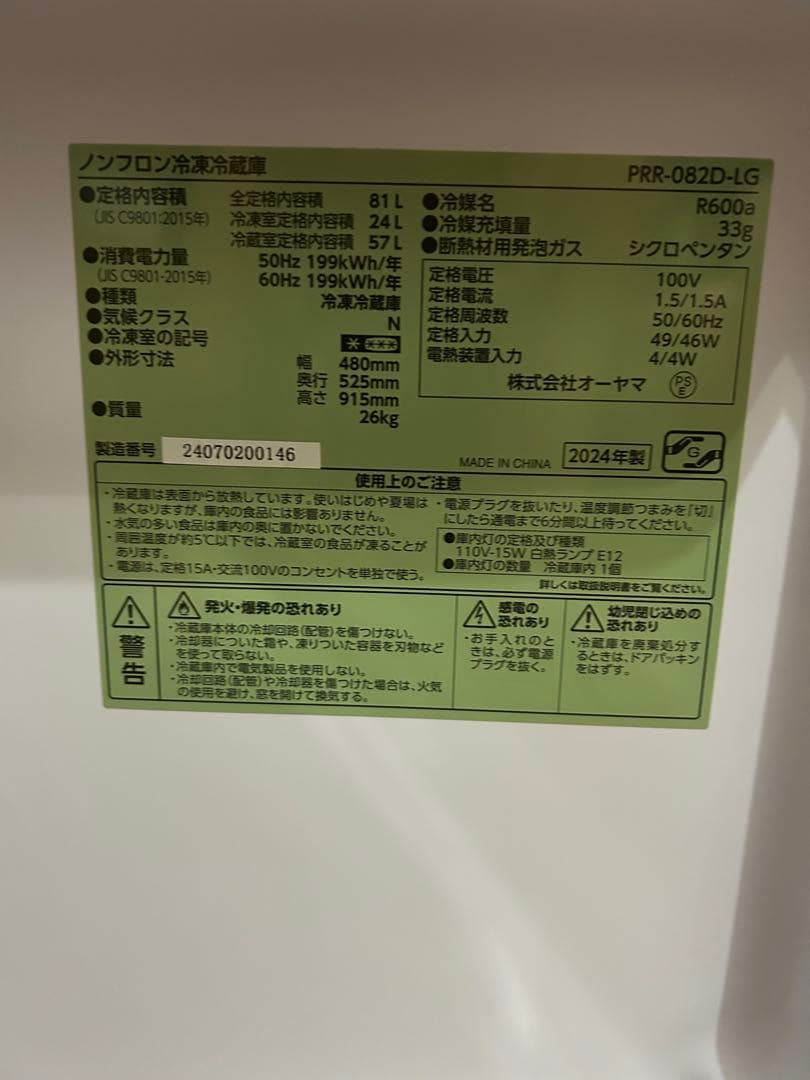 ノンフロン冷凍冷蔵庫
PRR-082D-LG
●定格内容積 全定格内容積 81L
(JIS C9801:2015年) 冷凍室定格内容積 24L
冷蔵室定格内容積 57L
●消費電力量 50Hz 199kWh/年
(JIS C9801-2015年) 60Hz 199kWh/年
●種類 冷凍冷蔵庫
●気候クラス N
●冷凍室の記号
●外形寸法 幅 480mm
奥行 525mm
高さ 915mm
●質量 26kg
●冷媒名 R600a
●冷媒充填量 33g
●断熱材用発泡ガス シクロペンタン
定格電圧 100V
定格電流 1.5/1.5A
定格周波数 50/60Hz
定格入力 49/46W
電熱装置入力 4/4W
株式会社オーヤマ PSE
製造番号 24070200146
MADE IN CHINA 2024年製 G
使用上のご注意
・冷蔵庫は表面から放熱しています。使いはじめや夏場は
熱くなりますが、庫内の食品には影響ありません。
・水気の多い食品は庫内の奥に置かないでください。
・周囲温度が約5℃以下では、冷蔵室の食品が凍ることが
あります。
・電源は、定格15A・交流100Vのコンセントを単独で使う。
・電源プラグを抜いたり、温度調節つまみを『切』
にしたら通電まで6分間以上待ってください。
●庫内灯の定格及び種類
110V-15W 白熱ランプ E12
●庫内灯の数量 冷蔵庫内 1個
詳しくは取扱説明書をご覧ください。
警告
発火・爆発の恐れあり
・冷蔵庫本体の冷却回路(配管)を傷つけない。
・冷却器についた霜や、凍りついた容器を刃物など
を使って取らない。
・冷蔵庫内で電気製品を使用しない。
・冷却回路(配管)や冷却器を傷つけた場合は、火気
の使用を避け、窓を開けて換気する。
感電の
恐れあり
・お手入れのと
きは、必ず電源
プラグを抜く。
幼児閉じ込めの
恐れあり
・冷蔵庫を廃棄処分す
るときは、ドアパッキン
をはずす。